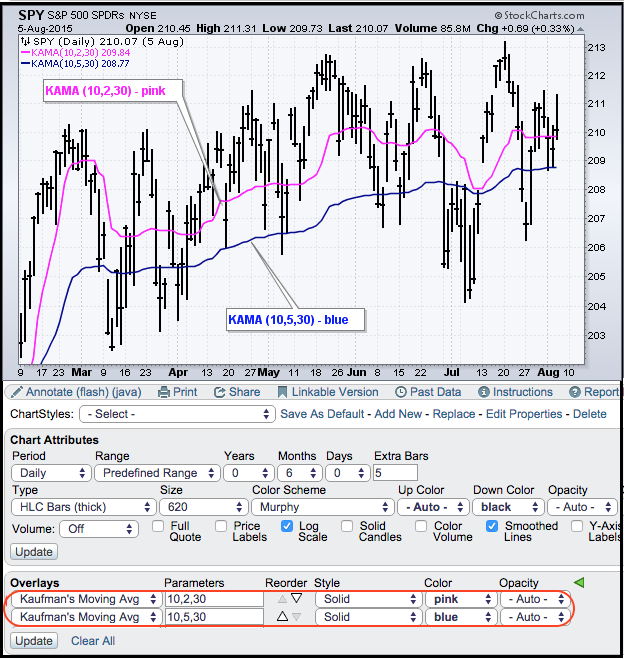 SPY S&P 500 SPDRs NYSE © StockCharts.com
5-Aug-2015 Open 210.45 High 211.31 Low 209.73 Last 210.07 Volume 85.8M Chg +0.69 (+0.33%)
SPY (Daily) 210.07 (5 Aug)
KAMA(10,2,30) 209.84
KAMA(10,5,30) 208.77
KAMA (10,2,30) - pink
KAMA (10,5,30) - blue
213
212
211
210
209
208
207
206
205
204
203
9 17 23 Mar 9 16 23 Apr 6 13 20 27 May 11 18 26 Jun 8 15 22 Jul 13 20 27 Aug 10
Annotate (flash) (java) Print Share Linkable Version Past Data Instructions Report
ChartStyles: - Select - Save As Default - Add New - Replace - Edit Properties - Delete
Chart Attributes
Period Range Years Months Days Extra Bars
Daily Predefined Range 0 6 0 5
Type Size Color Scheme Up Color Down Color Opacity
HLC Bars (thick) 620 Murphy - Auto - black - Auto -
Volume: Off Full Quote Price Labels Log Scale Solid Candles Color Volume Smoothed Lines Y-Axis Labels
Update
Overlays Parameters Reorder Style Color Opacity
Kaufman's Moving Avg 10,2,30 Solid pink - Auto -
Kaufman's Moving Avg 10,5,30 Solid blue - Auto -
Update Clear All